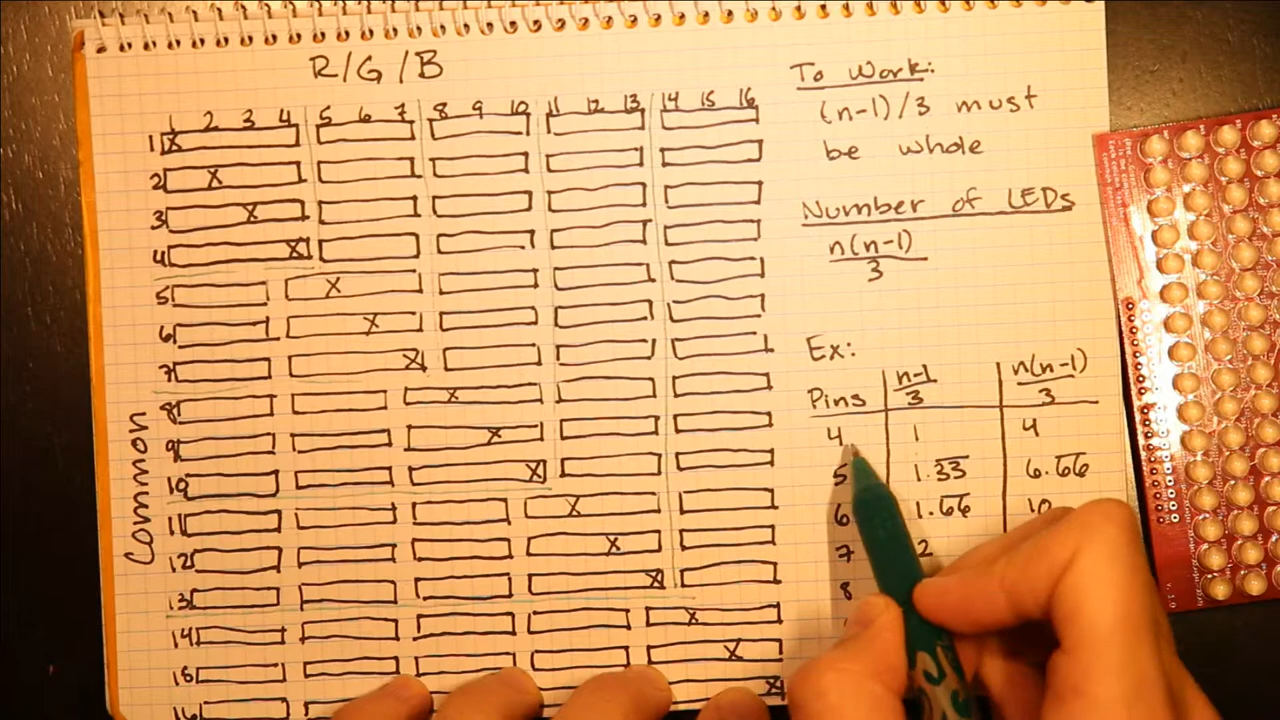 R/G/B
1 2 3 4 5 6 7 8 9 10 11 12 13 14 15 16
1
2
3
4
5
6
7
8
9
10
11
12
13
14
15
16
Common
To Work:
(n-1)/3 must
be whole
Number of LEDs
n(n-1)
3
Ex:
Pins n-1/3 n(n-1)/3
4 1 4
5 1.33 6.66
6 1.66 10
7 2
8